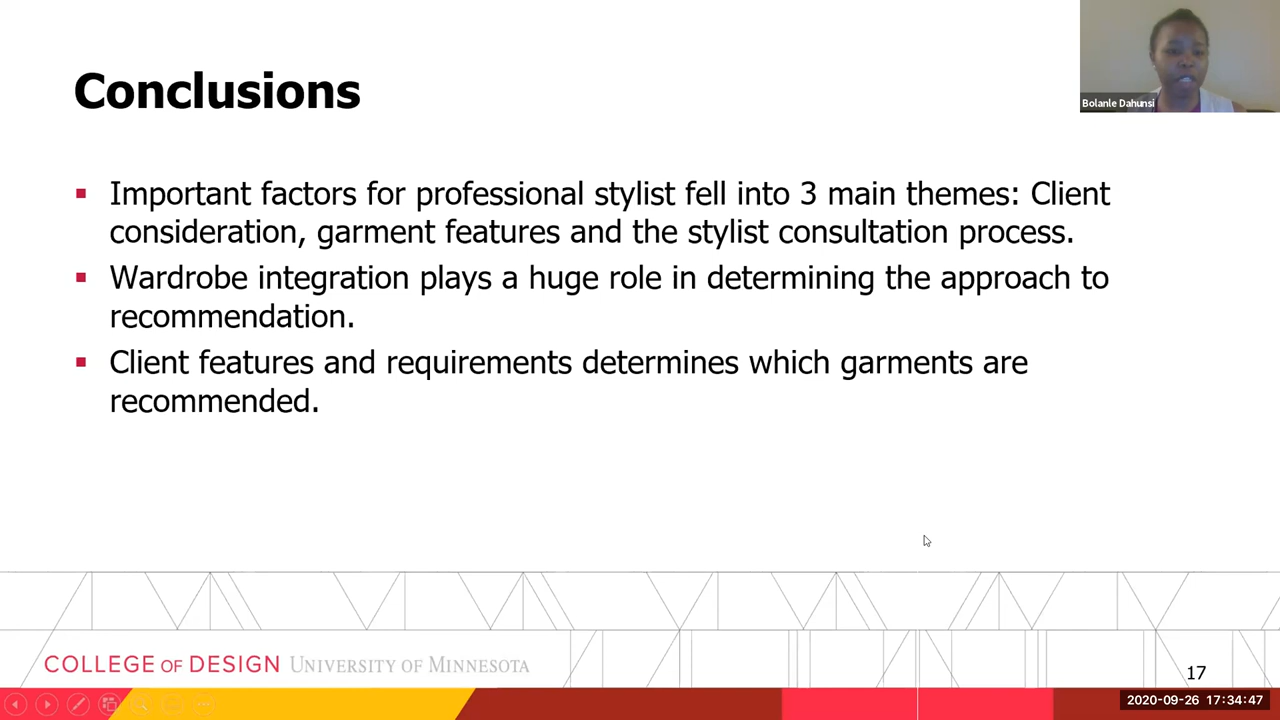 Conclusions
Bolanle Dahunsi
Important factors for professional stylist fell into 3 main themes: Client
consideration, garment features and the stylist consultation process.
Wardrobe integration plays a huge role in determining the approach to
recommendation.
Client features and requirements determines which garments are
recommended.
COLLEGE OF DESIGN UNIVERSITY OF MINNESOTA
17
2020-09-26 17:34:47